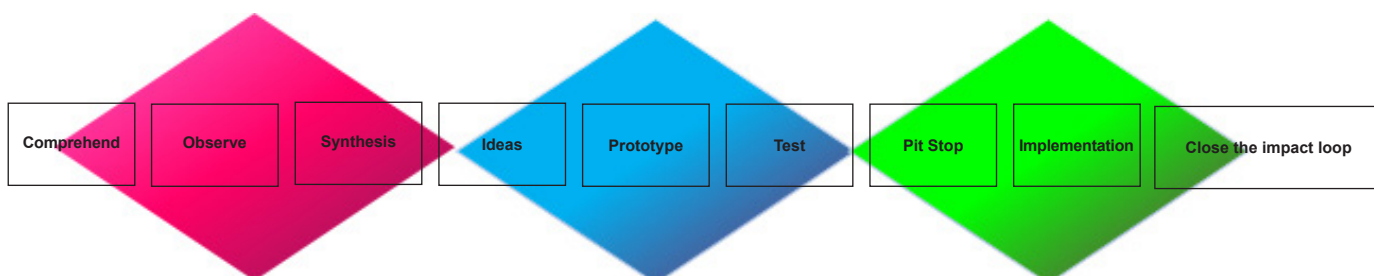 Comprehend
Observe
Synthesis
Ideas
Prototype
Test
Pit Stop
Implementation
Close the impact loop